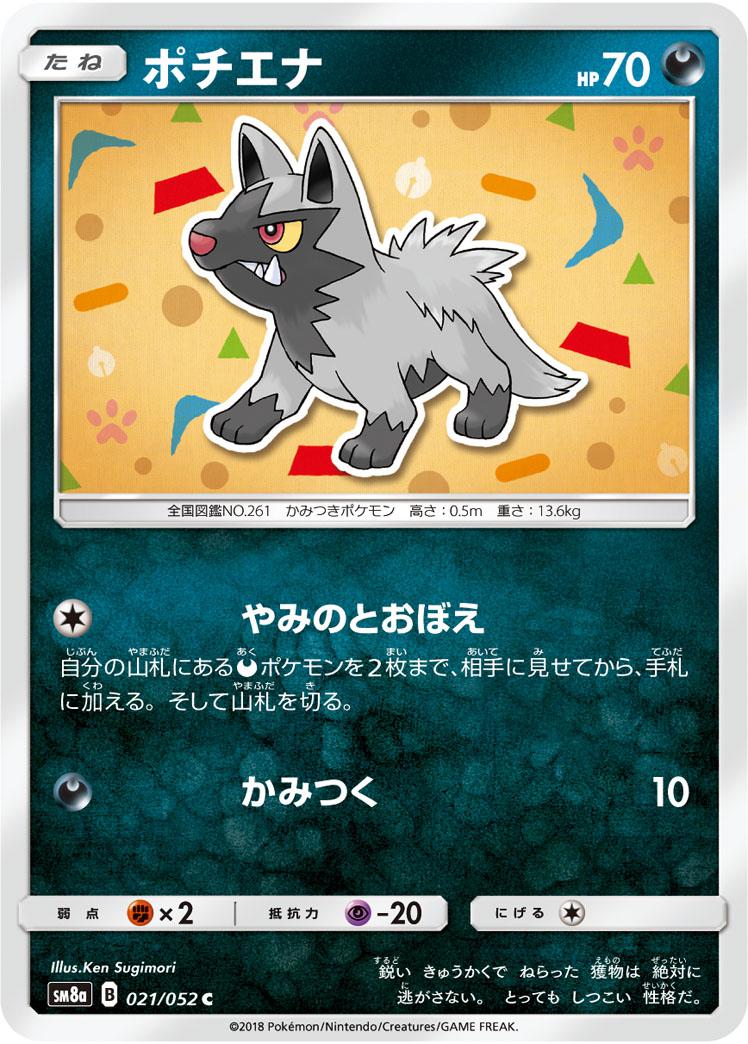 たね ポチエナ HP70
全国図鑑NO.261 かみつきポケモン 高さ:0.5m 重さ:13.6kg
やみのとおぼえ
自分の山札にあるポケモンを2枚まで、相手に見せてから、手札
に加える。そして山札を切る。
かみつく 10
弱点 ×2 抵抗力 -20 にげる
Illus.Ken Sugimori
鋭い きゅうかくで ねらった 獲物は 絶対に
逃がさない。 とっても しつこい 性格だ。
SM8a B 021/052 C
©2018 Pokémon/Nintendo/Creatures/GAME FREAK.